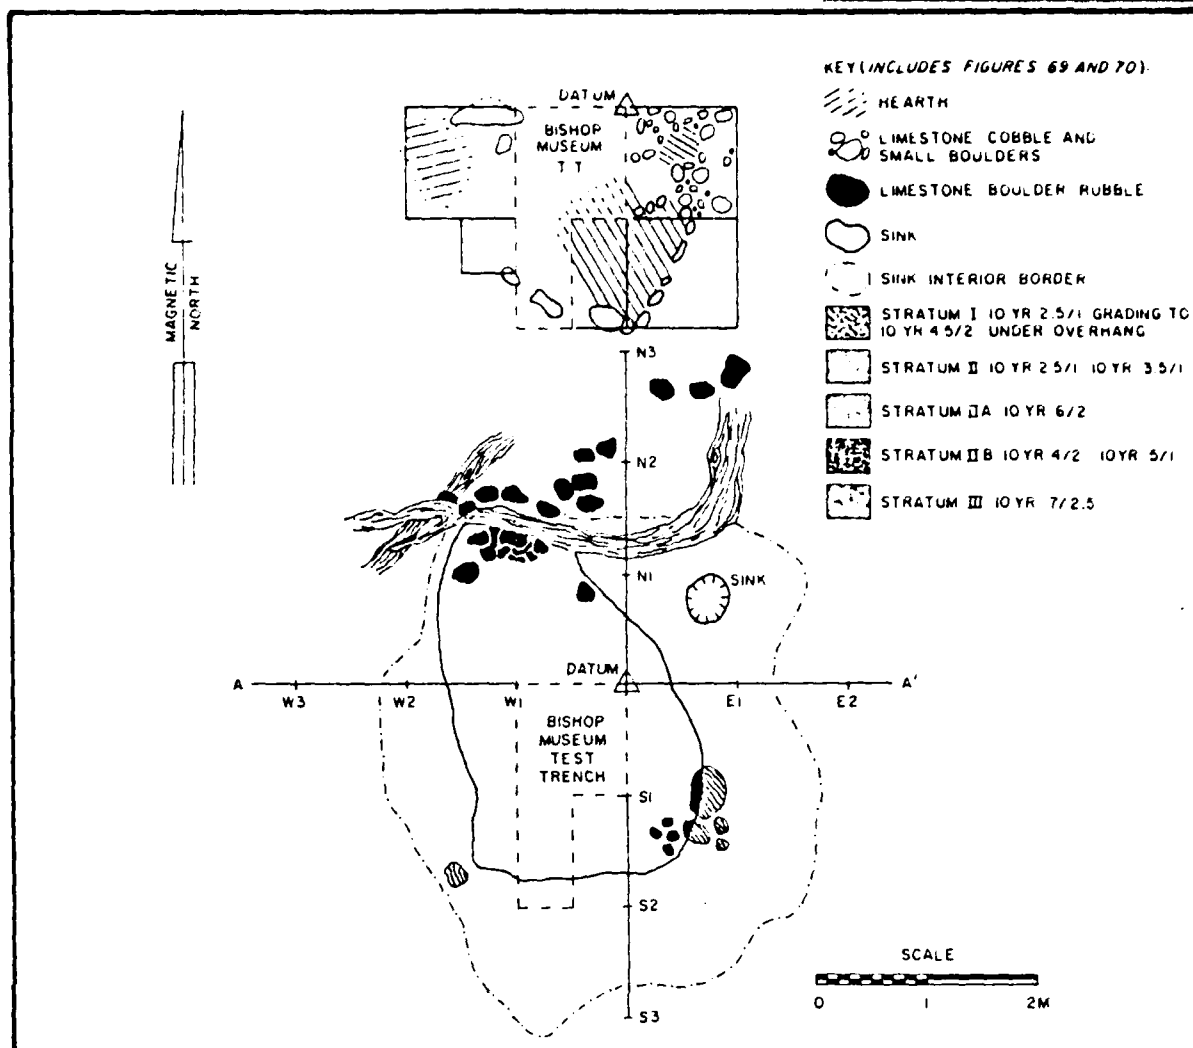 KEY (INCLUDES FIGURES 69 AND 70)
HEARTH
LIMESTONE COBBLE AND
SMALL BOULDERS
LIMESTONE BOULDER RUBBLE
SINK
SINK INTERIOR BORDER
STRATUM I 10 YR 2.5/1 GRADING TO
10 YR 4.5/2 UNDER OVERHANG
STRATUM II 10 YR 2.5/1 10 YR 3.5/1
STRATUM IIA 10 YR 6/2
STRATUM IIB 10 YR 4/2 10 YR 5/1
STRATUM III 10 YR 7/2.5
DATUM
BISHOP
MUSEUM
T T
MAGNETIC
NORTH
N3
N2
N1
SINK
DATUM
A
W3
W2
W1
E1
E2
A'
BISHOP
MUSEUM
TEST
TRENCH
S1
S2
S3
SCALE
0 1 2M